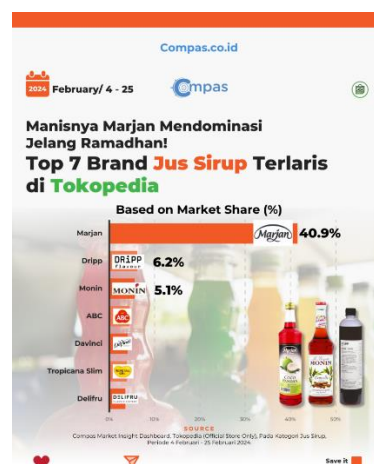 Compas.co.id
2024 February/ 4 - 25
Compas
Manisnya Marjan Mendominasi
Jelang Ramadhan!
Top 7 Brand Jus Sirup Terlaris
di Tokopedia
Based on Market Share (%)
Marjan Marjan 40.9%
Dripp DRiPP FLAVOUR 6.2%
Monin MONIN 5.1%
ABC ABC
Davinci DaVinci
Tropicana Slim
Delifru DELIFRU
0% 10% 20% 30% 40% 50%
SOURCE
Compas Market Insight Dashboard, Tokopedia (Official Store Only), Pada Kategori Jus Sirup.
Periode 4 Februari - 25 Februari 2024.
Save it